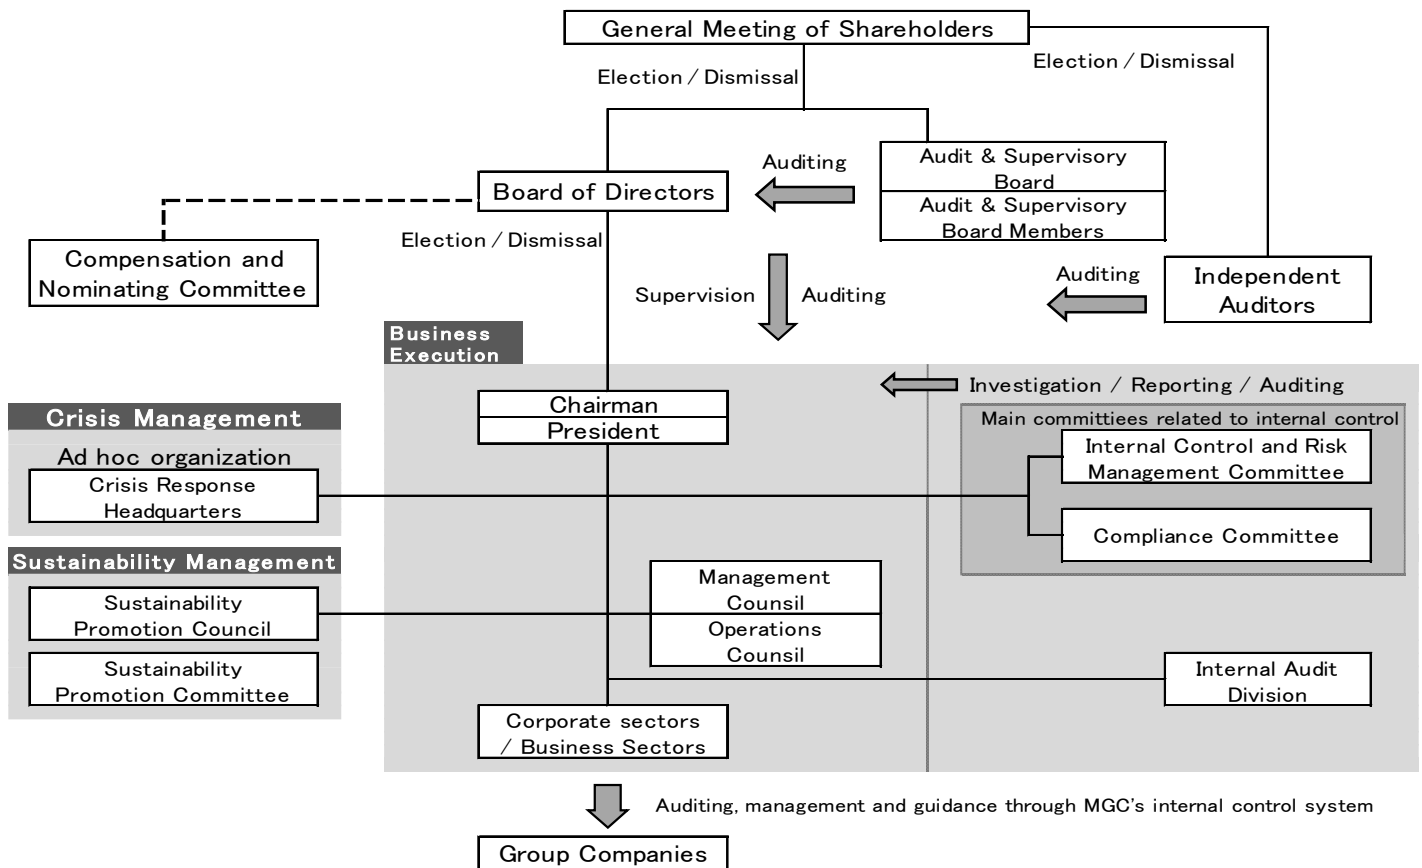 General Meeting of Shareholders
Election / Dismissal
Election / Dismissal
Auditing
Audit & Supervisory
Board
Audit & Supervisory
Board Members
Board of Directors
Election / Dismissal
Compensation and
Nominating Committee
Supervision
Auditing
Auditing
Independent
Auditors
Business
Execution
Investigation / Reporting / Auditing
Chairman
President
Crisis Management
Ad hoc organization
Crisis Response
Headquarters
Main committiees related to internal control
Internal Control and Risk
Management Committee
Compliance Committee
Sustainability Management
Sustainability
Promotion Council
Sustainability
Promotion Committee
Management
Counsil
Operations
Counsil
Internal Audit
Division
Corporate sectors
/ Business Sectors
Auditing, management and guidance through MGC's internal control system
Group Companies